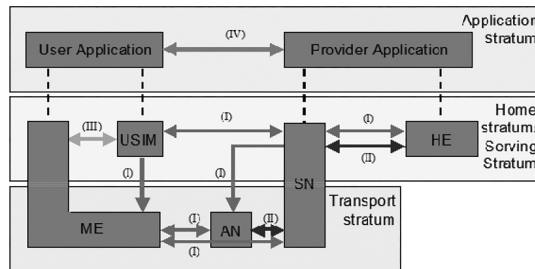 Application
stratum
User Application
(IV)
Provider Application
Home
stratum/
Serving
Stratum
(III)
USIM
(I)
(I)
HE
(II)
(I)
(I)
SN
Transport
stratum
ME
(I)
AN
(II)
(I)